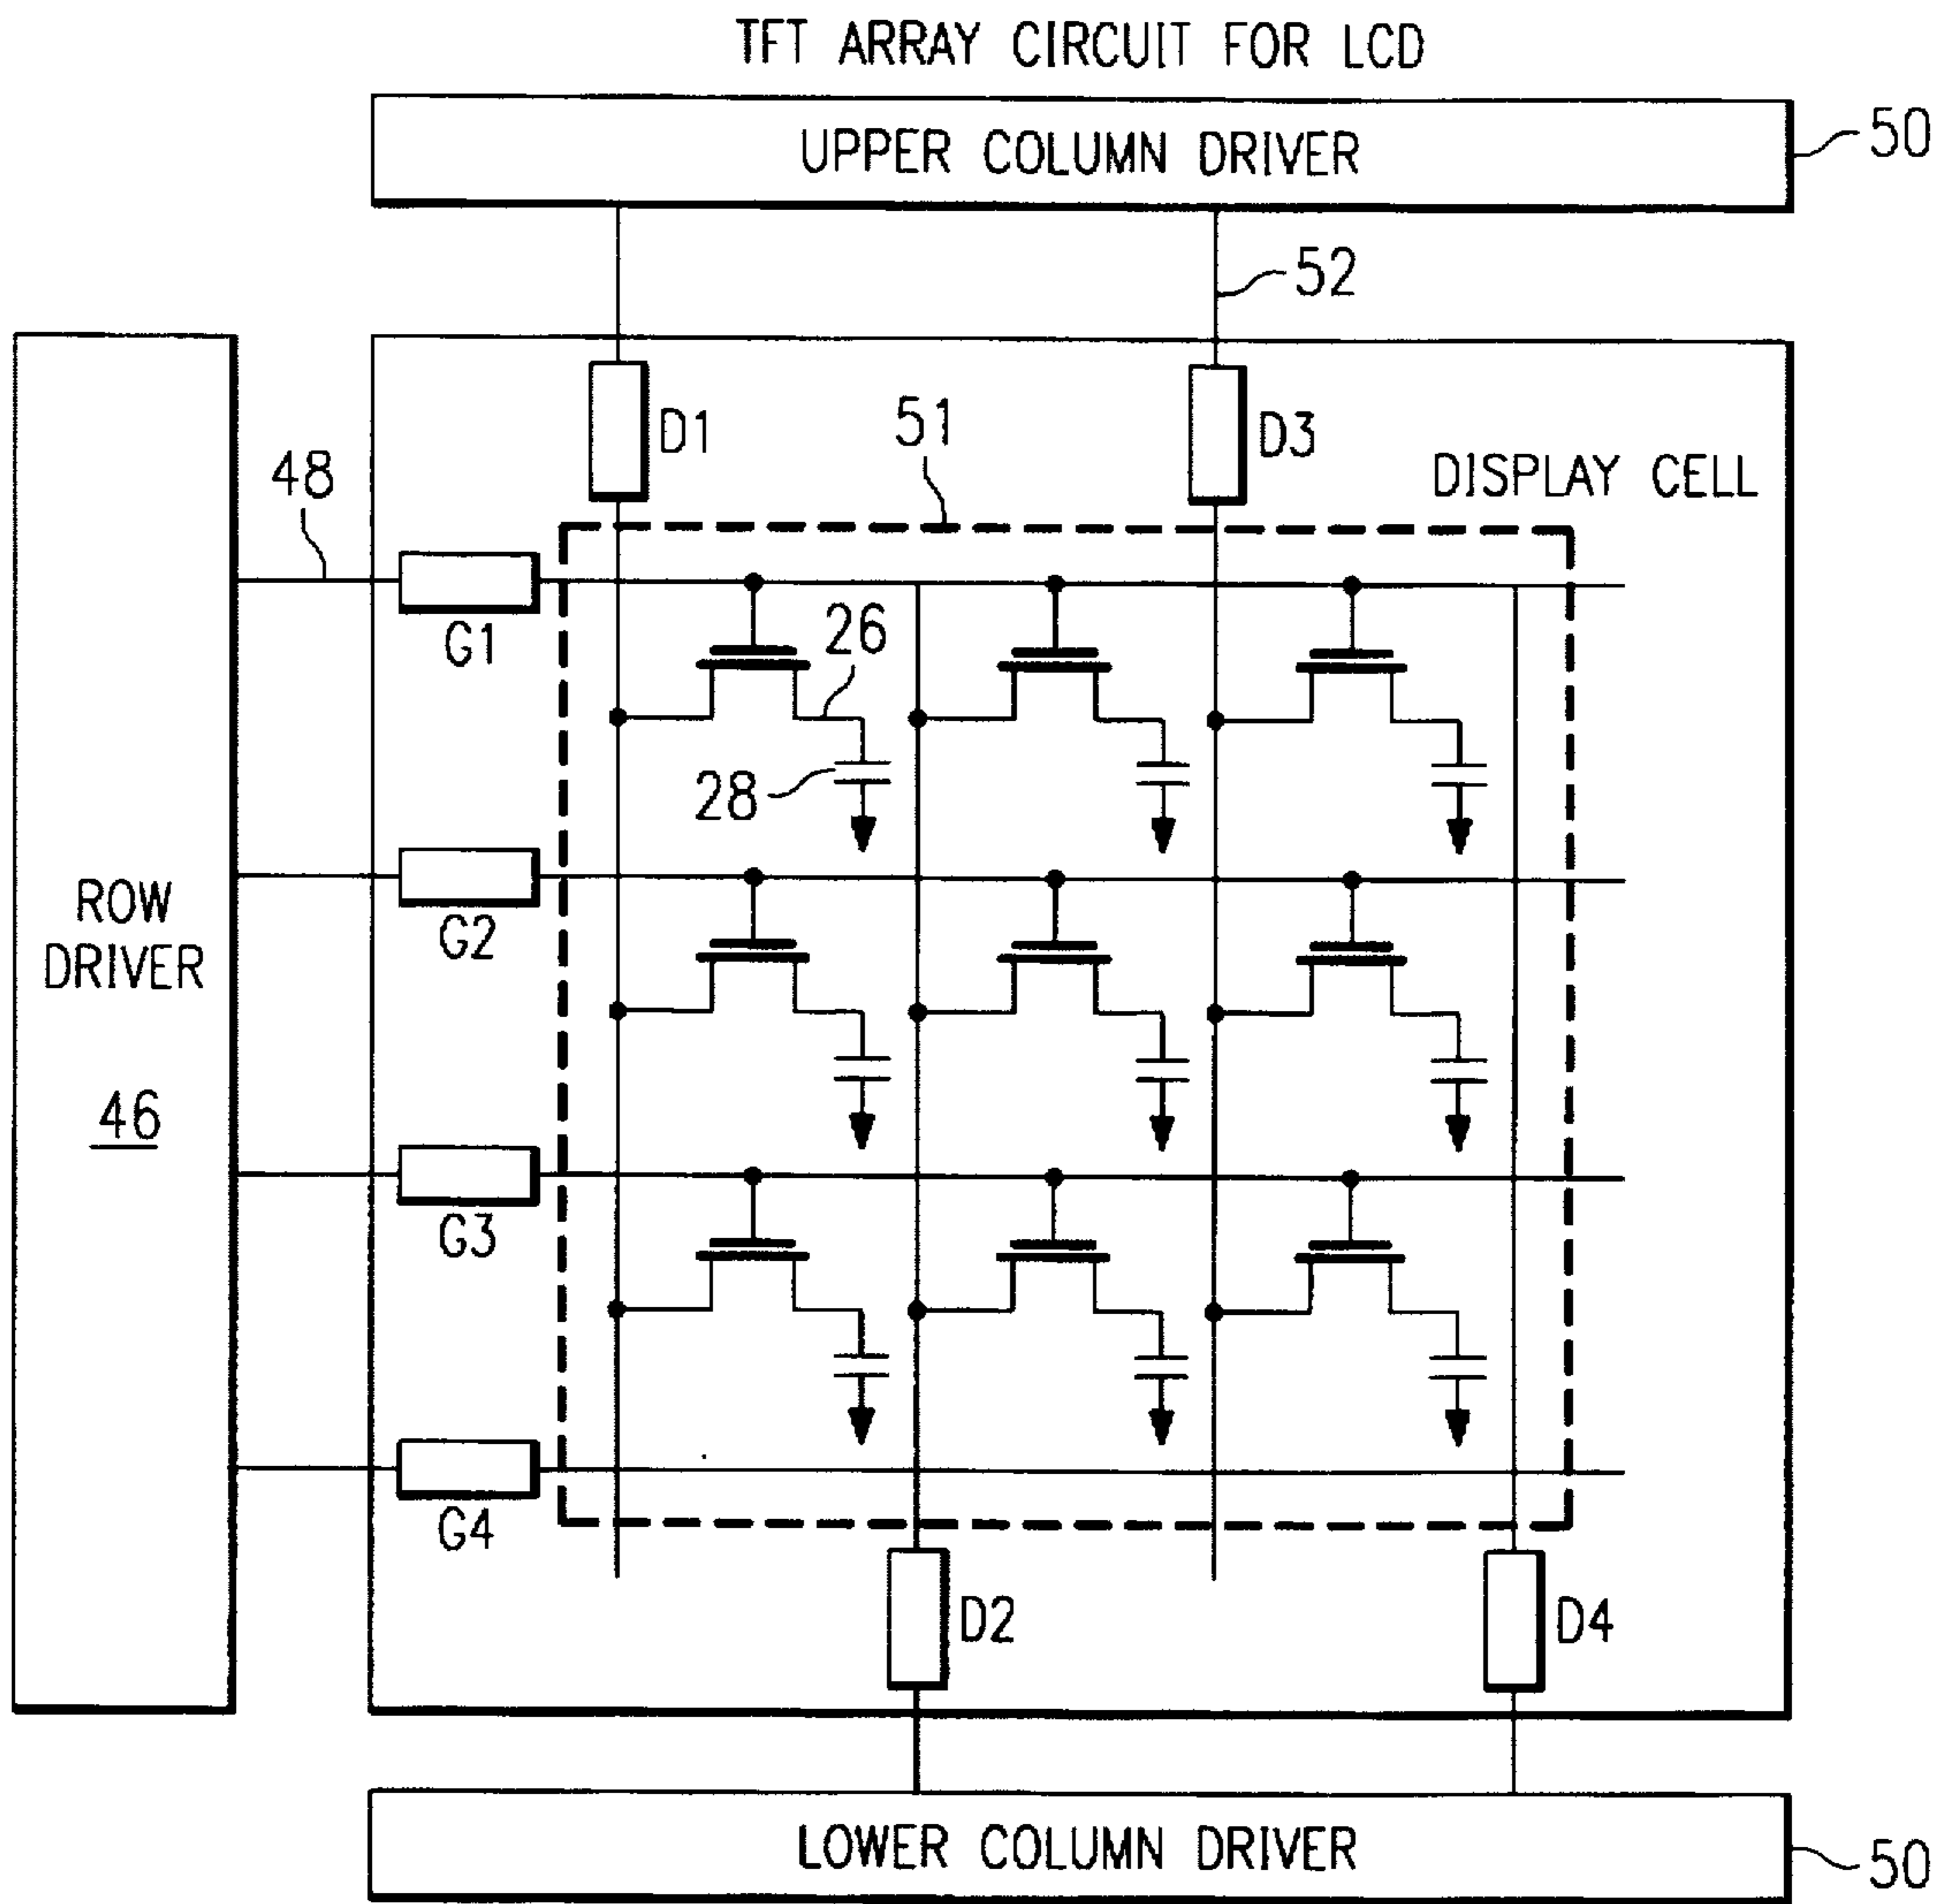 TFT ARRAY CIRCUIT FOR LCD
UPPER COLUMN DRIVER
50
52
D1
51
D3
DISPLAY CELL
48
G1
26
28
ROW
DRIVER
46
G2
G3
G4
D2
D4
LOWER COLUMN DRIVER
50